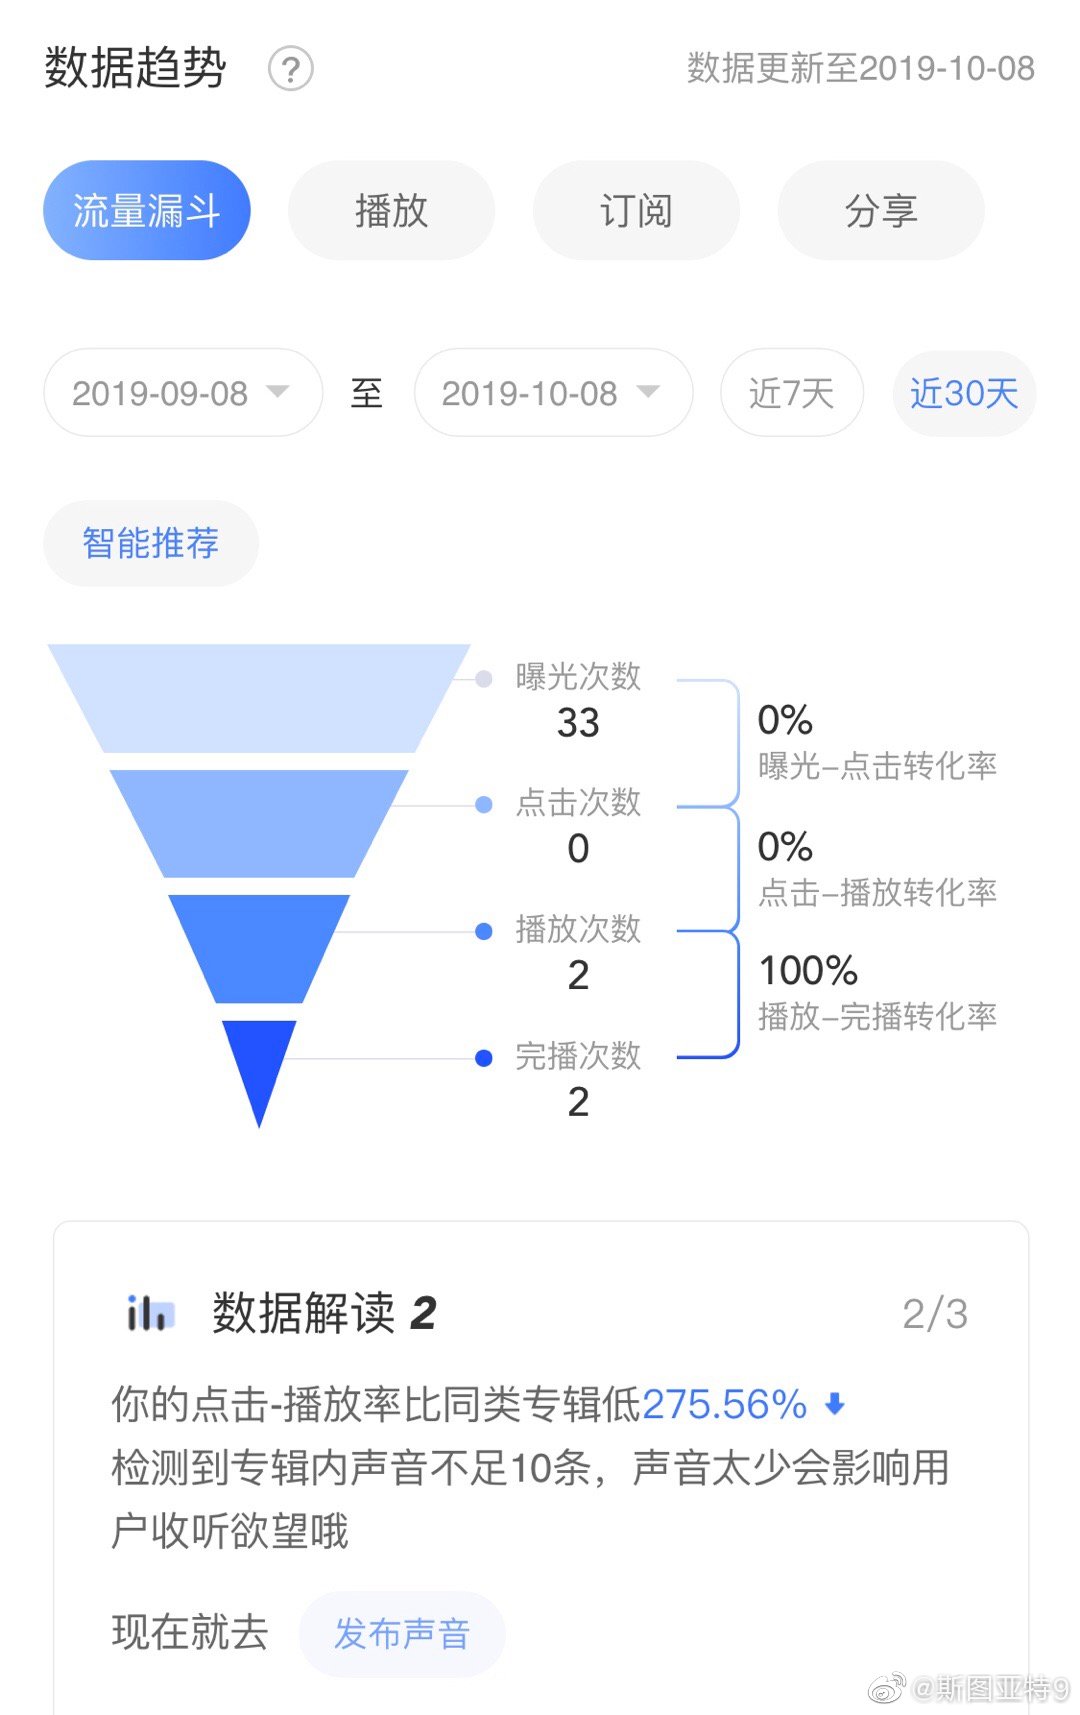 数据趋势 ? 数据更新至2019-10-08
流量漏斗 播放 订阅 分享
2019-09-08 至 2019-10-08 近7天 近30天
智能推荐
曝光次数
33
0%
曝光-点击转化率
点击次数
0
0%
点击-播放转化率
播放次数
2
100%
播放-完播转化率
完播次数
2
数据解读 2 2/3
你的点击-播放率比同类专辑低275.56%
检测到专辑内声音不足10条，声音太少会影响用
户收听欲望哦
现在就去 发布声音
@斯图亚特9